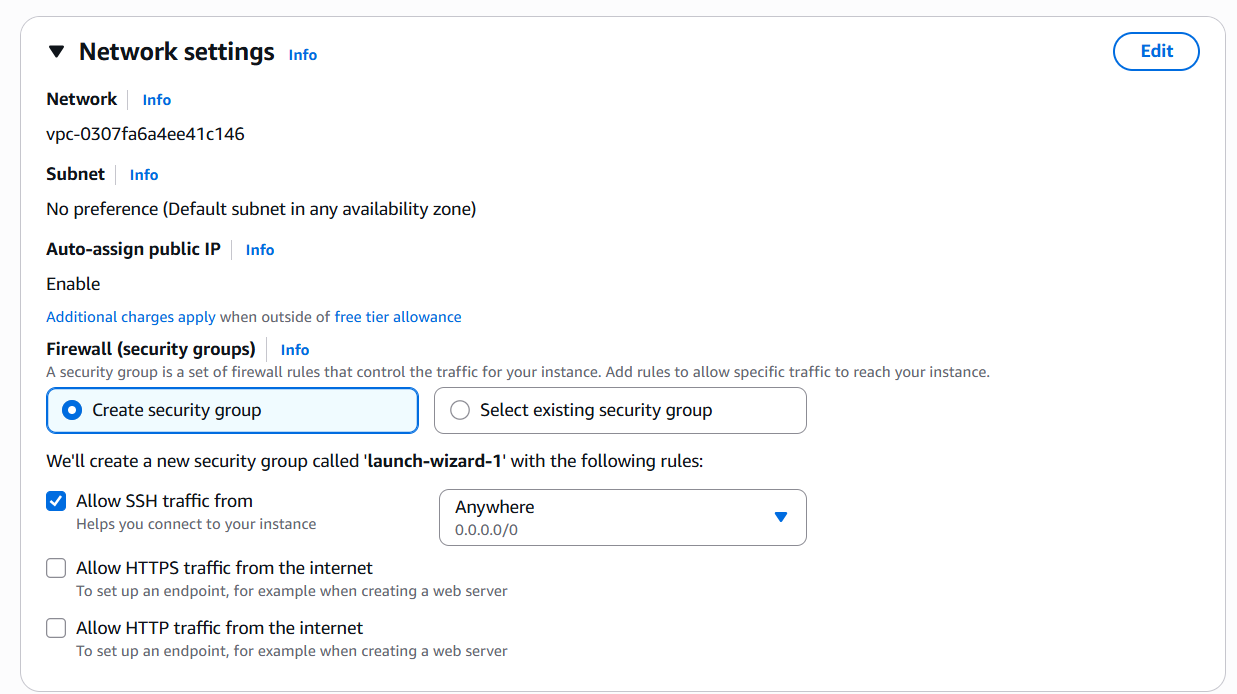 Network settings Info Edit
Network Info
vpc-0307fa6a4ee41c146
Subnet Info
No preference (Default subnet in any availability zone)
Auto-assign public IP Info
Enable
Additional charges apply when outside of free tier allowance
Firewall (security groups) Info
A security group is a set of firewall rules that control the traffic for your instance. Add rules to allow specific traffic to reach your instance.
Create security group Select existing security group
We'll create a new security group called 'launch-wizard-1' with the following rules:
Allow SSH traffic from
Helps you connect to your instance
Anywhere
0.0.0.0/0
Allow HTTPS traffic from the internet
To set up an endpoint, for example when creating a web server
Allow HTTP traffic from the internet
To set up an endpoint, for example when creating a web server